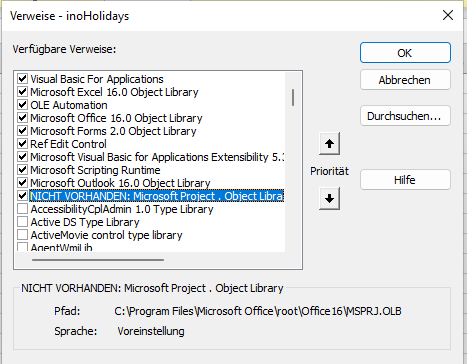 Verweise - inoHolidays
Verfügbare Verweise:
OK
Visual Basic For Applications
Microsoft Excel 16.0 Object Library
OLE Automation
Microsoft Office 16.0 Object Library
Microsoft Forms 2.0 Object Library
Ref Edit Control
Microsoft Visual Basic for Applications Extensibility 5.3
Microsoft Scripting Runtime
Microsoft Outlook 16.0 Object Library
NICHT VORHANDEN: Microsoft Project . Object Libra
AccessibilityCplAdmin 1.0 Type Library
Active DS Type Library
ActiveMovie control type library
AgentWmiLib
Abbrechen
Durchsuchen...
Priorität
Hilfe
NICHT VORHANDEN: Microsoft Project . Object Library
Pfad: C:\Program Files\Microsoft Office\root\Office16\MSPRJ.OLB
Sprache: Voreinstellung